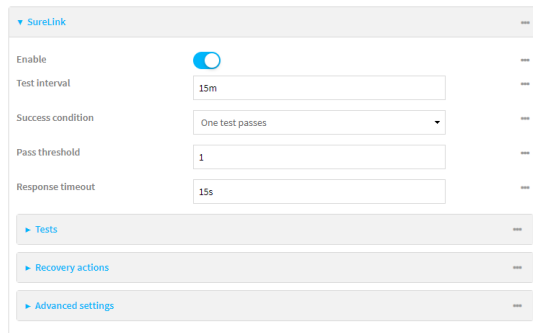 SureLink
Enable
Test interval 15m
Success condition One test passes
Pass threshold 1
Response timeout 15s
Tests
Recovery actions
Advanced settings